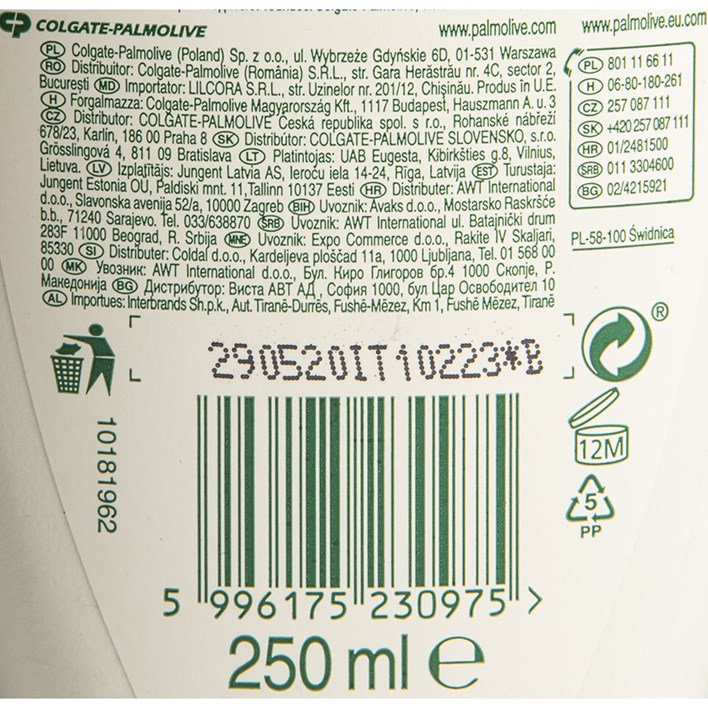 COLGATE-PALMOLIVE www.palmolive.com www.palmolive.eu.com
PL Colgate-Palmolive (Poland) Sp. z o.o., ul. Wybrzeże Gdyńskie 6D, 01-531 Warszawa
RO Distribuitor: Colgate-Palmolive (România) S.R.L., str. Gara Herăstrău nr. 4C, sector 2,
București MD Importator: LILCORA S.R.L., str. Uzinelor nr. 201/12, Chișinău. Produs în U.E.
H Forgalmazza: Colgate-Palmolive Magyarország Kft., 1117 Budapest, Hauszmann A. u. 3
CZ Distributor: COLGATE-PALMOLIVE Česká republika spol. s r.o., Rohanské nábřeží
678/23, Karlín, 186 00 Praha 8 SK Distribútor: COLGATE-PALMOLIVE SLOVENSKO, s.r.o.
Grösslingová 4, 811 09 Bratislava LT Platintojas: UAB Eugesta, Kibirkšties g.8, Vilnius,
Lietuva. LV Izplatītājs: Jungent Latvia AS, Ieroču iela 14-24, Rīga, Latvija EST Turustaja:
Jungent Estonia OÜ, Paldiski mnt. 11,Tallinn 10137 Eesti HR Distributer: AWT International
d.o.o., Slavonska avenija 52/a, 10000 Zagreb BIH Uvoznik: Avaks d.o.o., Mostarsko Raskršće
b.b., 71240 Sarajevo. Tel. 033/638870 SRB Uvoznik: AWT International ul. Batajnički drum
283F 11000 Beograd, R. Srbija MNE Uvoznik: Expo Commerce d.o.o., Rakite IV Skaljari,
85330 SI Distributer: Coldal d.o.o., Kardeljeva ploščad 11a, 1000 Ljubljana, Tel. 01 568 00
00 MK Увозник: AWT International d.o.o., Бул. Киро Глигоров бр.4 1000 Скопје, Р.
Македонија BG Дистрибутор: Виста АВТ АД , София 1000, бул Цар Освободител 10
AL Importues: Interbrands Sh.p.k., Aut.Tiranë-Durrës, Fushë-Mëzez, Km 1, Fushë Mëzez, Tiranë
PL 801 11 66 11
H 06-80-180-261
CZ 257 087 111
SK +420 257 087 111
HR 01/2481500
SRB 011 3304600
BG 02/4215921
PL-58-100 Świdnica
290520IT10223*B
®
10181962
12M
5
PP
5 996175 230975 >
250 ml e